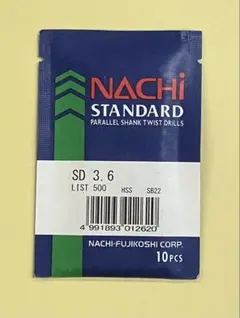 NACHi
STANDARD
PARALLEL SHANK TWIST DRILLS
SD 3.6
LIST 500 HSS SB22
4 991893 012620
NACHI-FUJIKOSHI CORP.
10PCS